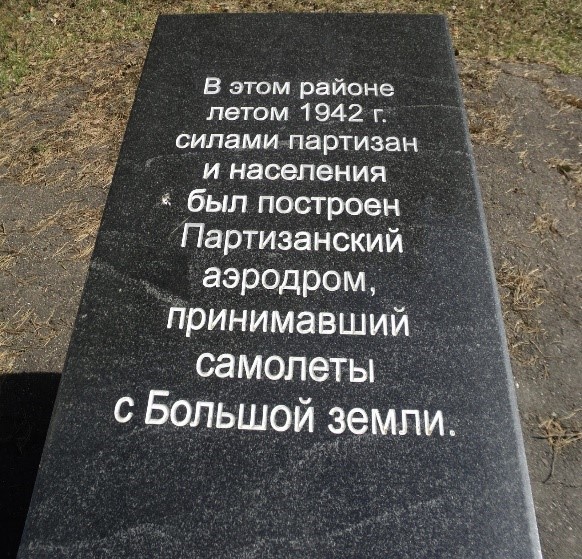 В этом районе
летом 1942 г.
силами партизан
и населения
был построен
Партизанский
аэродром,
принимавший
самолеты
с Большой земли.